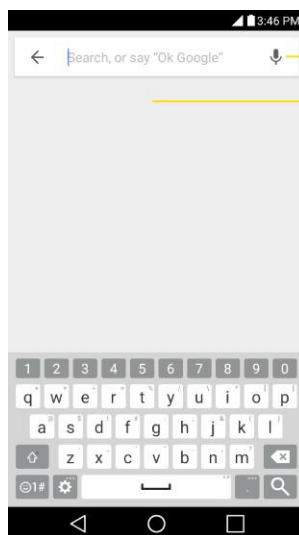 3:46 PM
Search, or say "Ok Google"
1 2 3 4 5 6 7 8 9 0
q w e r t y u i o p
a s d f g h j k l
z x c v b n m
1# .